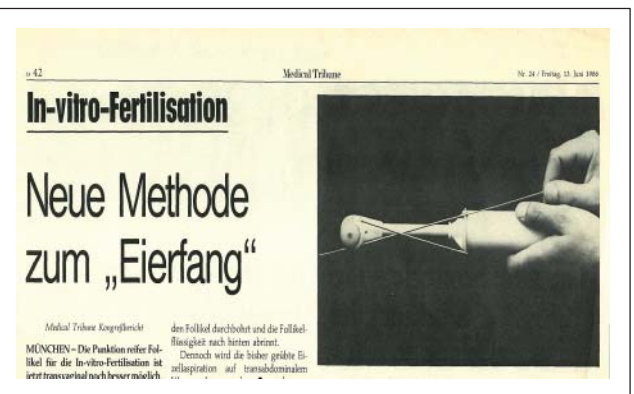 42
Medical Tribune
Nr. 24 / Freitag, 13. Juni 1986
In-vitro-Fertilisation
Neue Methode
zum „Eierfang“
Medical Tribune Kongreßbericht
MÜNCHEN – Die Punktion reifer Fol-
likel für die In-vitro-Fertilisation ist
jetzt transvaginal noch besser möglich.
den Follikel durchbohrt und die Follikel-
flüssigkeit nach hinten abrinnt.
Dennoch wird die bisher geübte Ei-
zellaspiration auf transabdominalem